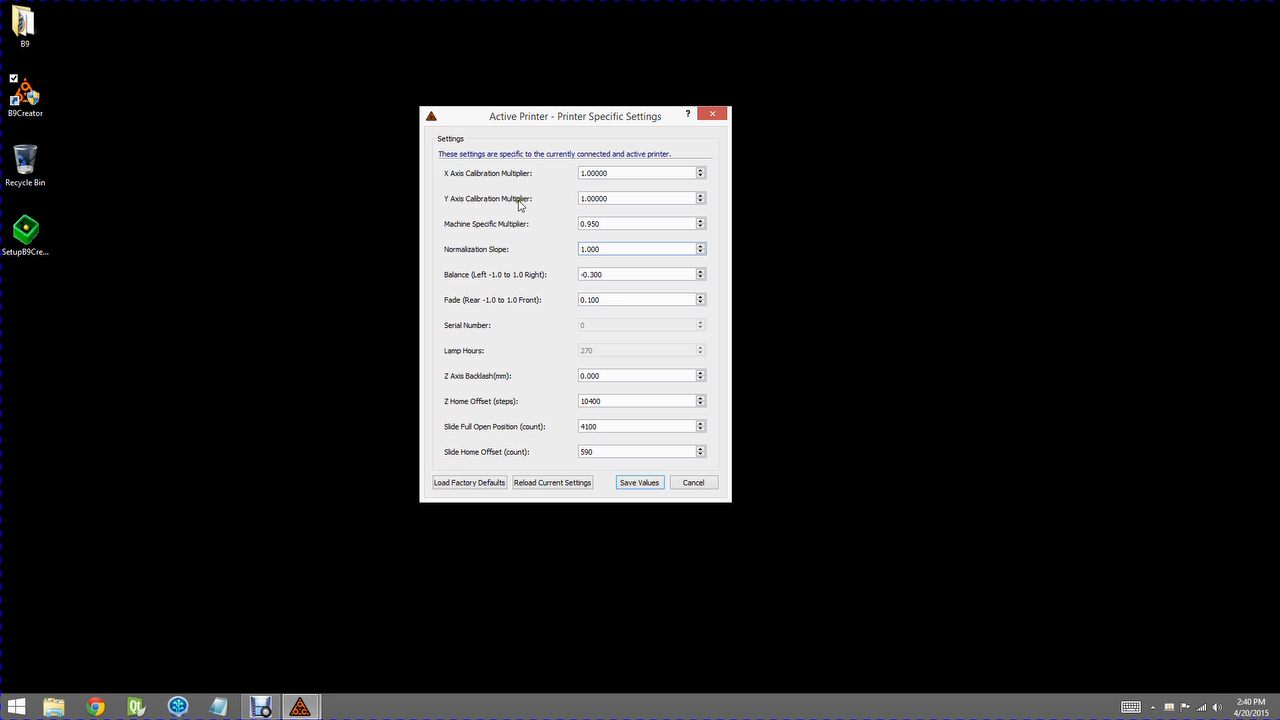 B9
B9Creator
Recycle Bin
SetupB9Cre...
Active Printer - Printer Specific Settings
?
Settings
These settings are specific to the currently connected and active printer.
X Axis Calibration Multiplier: 1.00000
Y Axis Calibration Multiplier: 1.00000
Machine Specific Multiplier: 0.950
Normalization Slope: 1.000
Balance (Left -1.0 to 1.0 Right): -0.300
Fade (Rear -1.0 to 1.0 Front): 0.100
Serial Number: 0
Lamp Hours: 270
Z Axis Backlash(mm): 0.000
Z Home Offset (steps): 10400
Slide Full Open Position (count): 4100
Slide Home Offset (count): 590
Load Factory Defaults Reload Current Settings Save Values Cancel
2:40 PM
4/20/2015